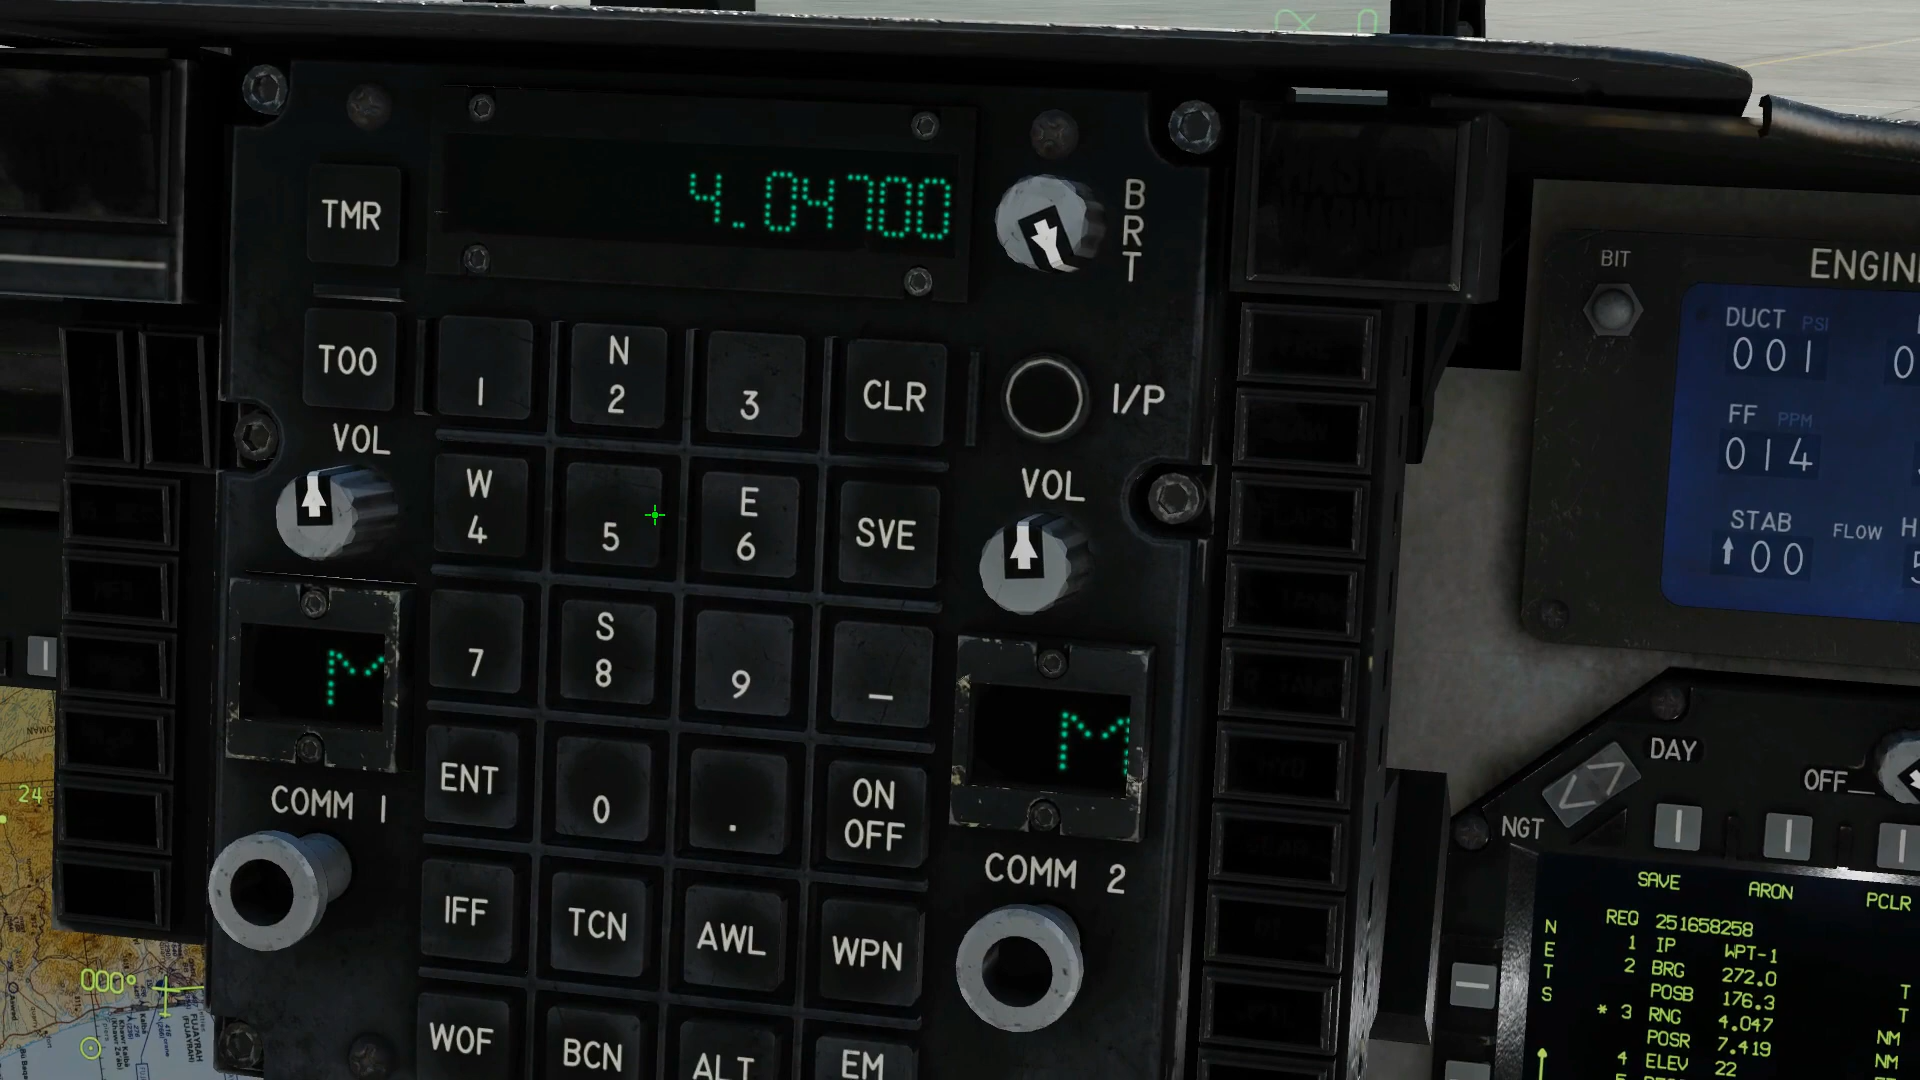 4.04700
BRT
TMR
TOO
VOL
1
N
2
3
CLR
I/P
VOL
W
4
5
E
6
SVE
M
7
S
8
9
–
M
COMM 1
ENT
0
.
ON
OFF
COMM 2
IFF
TCN
AWL
WPN
WOF
BCN
ALT
EM
BIT
DUCT PSI
001
FF PPM
014
STAB
00
FLOW
DAY
NGT
OFF
SAVE ARON PCLR
REQ 251658258
1 IP WPT-1
2 BRG 272.0
POSB 176.3 T
* 3 RNG 4.047 T
POSR 7.419 NM
4 ELEV 22 NM
NETS
24
000°